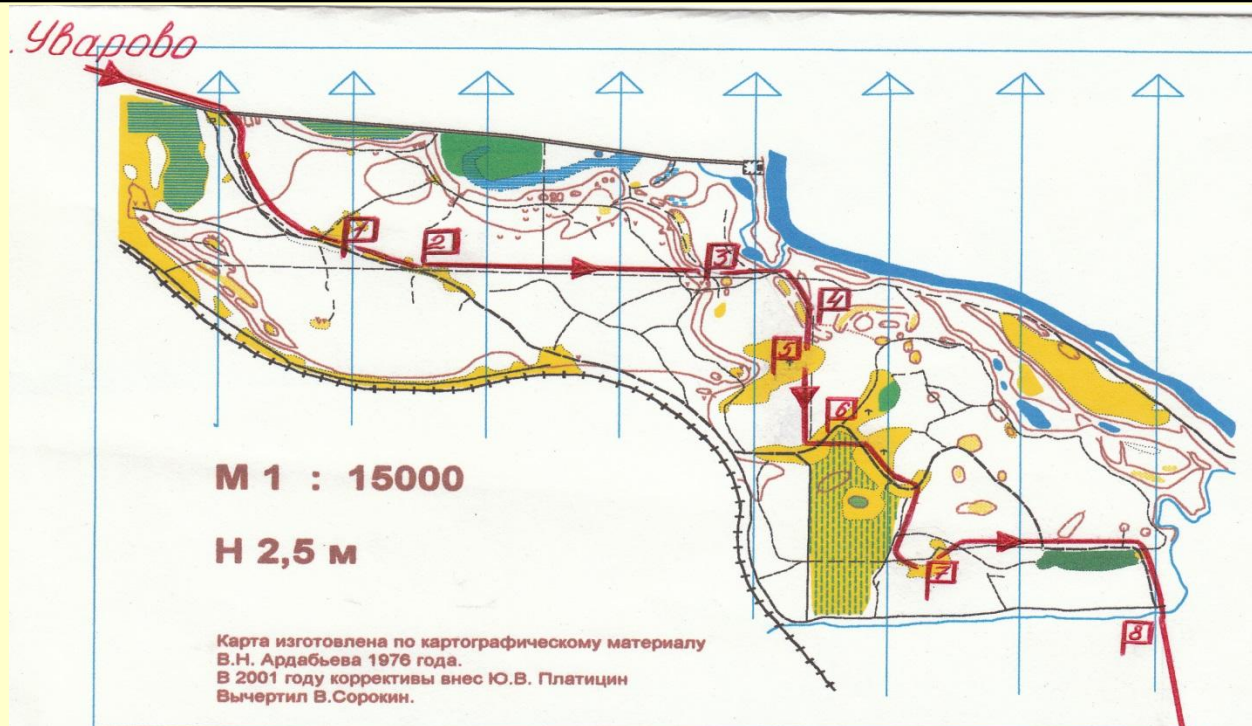 . Уварово
1
2
3
4
5
6
7
8
М 1 : 15000
Н 2,5 м
Карта изготовлена по картографическому материалу
В.Н. Ардабьева 1976 года.
В 2001 году коррективы внес Ю.В. Платицин
Вычертил В.Сорокин.